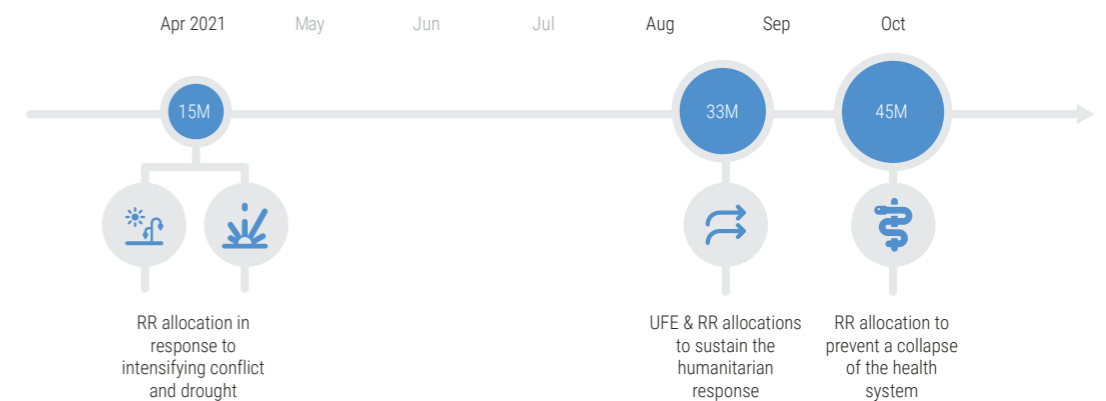 Apr 2021 May Jun Jul Aug Sep Oct
15M 33M 45M
RR allocation in
response to
intensifying conflict
and drought
UFE & RR allocations
to sustain the
humanitarian
response
RR allocation to
prevent a collapse
of the health
system